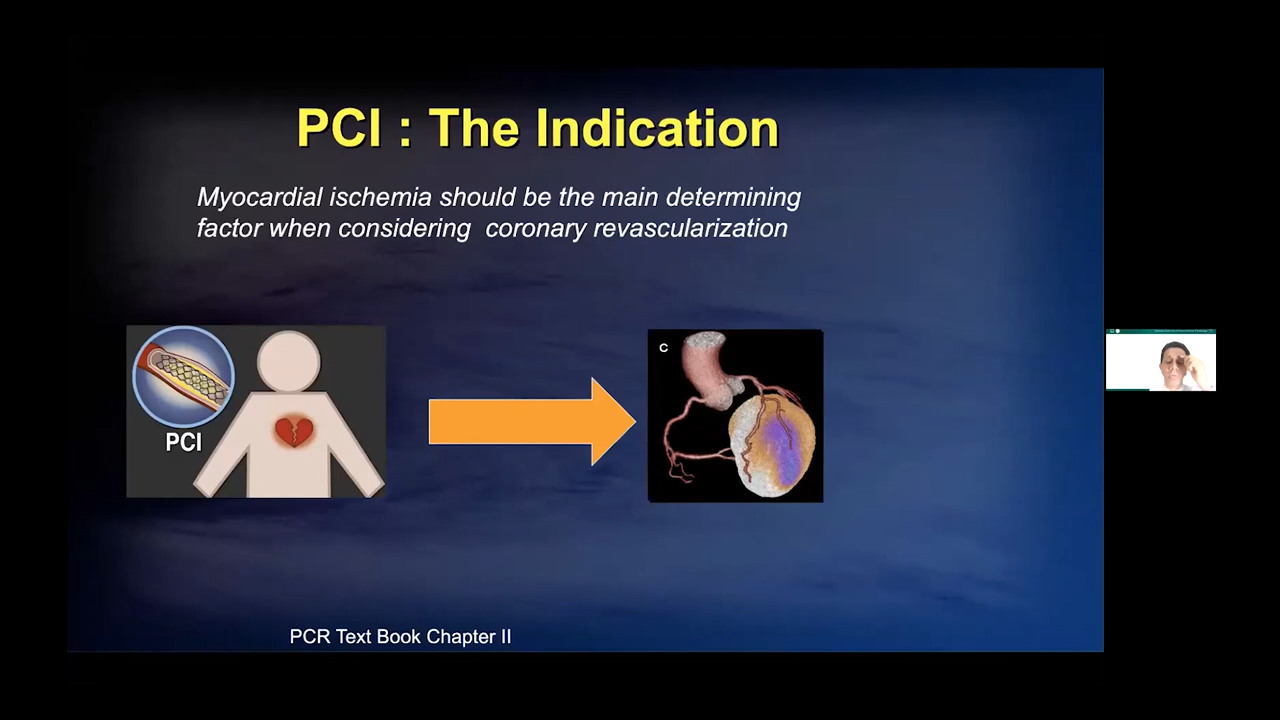 PCI : The Indication
Myocardial ischemia should be the main determining
factor when considering  coronary revascularization
PCI
C
PCR Text Book Chapter II